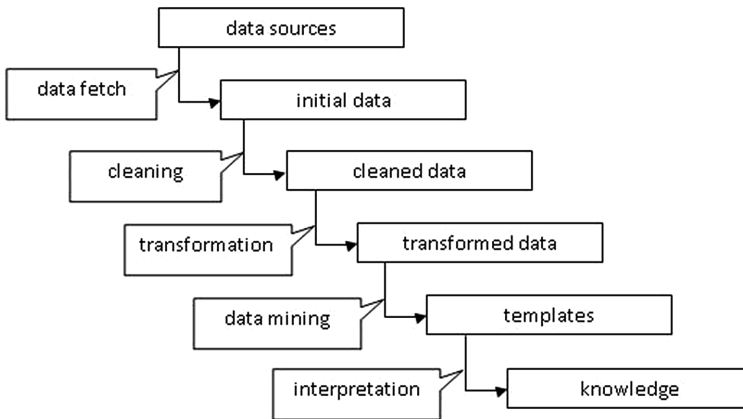 data sources
data fetch
initial data
cleaning
cleaned data
transformation
transformed data
data mining
templates
interpretation
knowledge